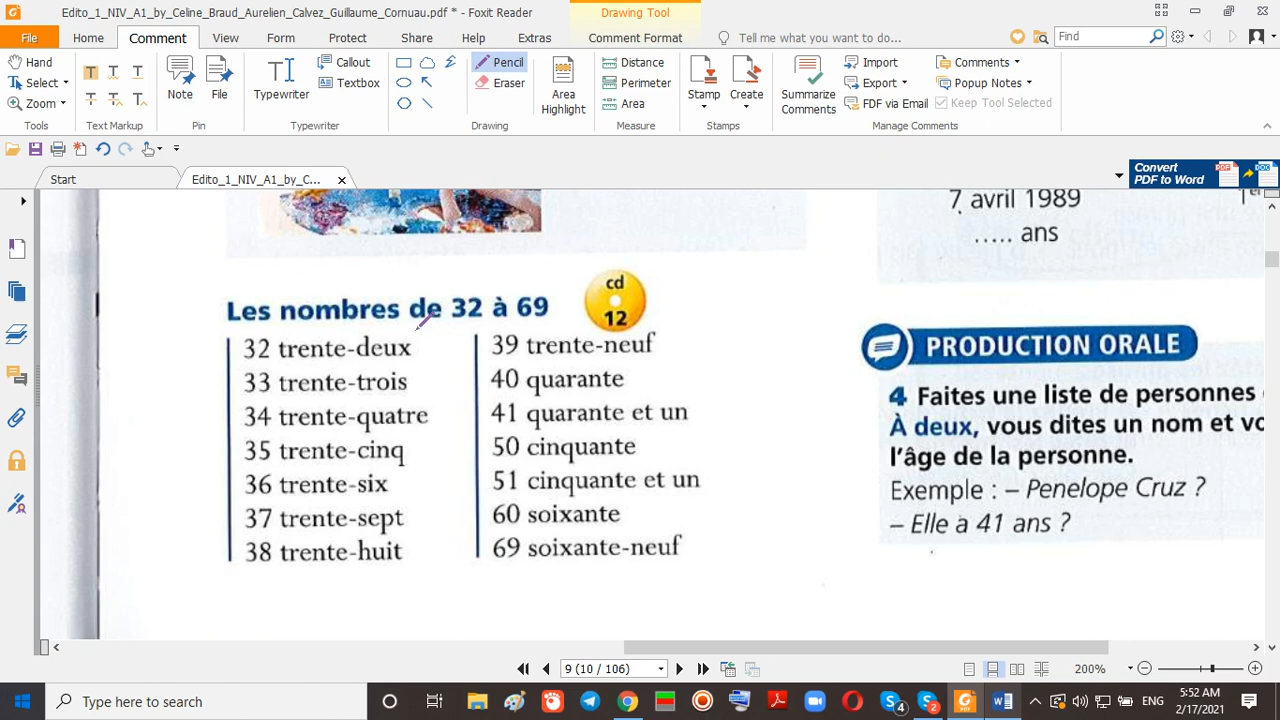 Edito_1_NIV_A1_by_Celine_Braud_Aurelien_Calvez_Guillaume_Cornuau.pdf * - Foxit Reader
Drawing Tool
File Home Comment View Form Protect Share Help Extras Comment Format Tell me what you want to do... Find
Hand
Select
Zoom
Tools
Text Markup
Note
File
Pin
Typewriter
Callout
Textbox
Typewriter
Pencil
Eraser
Drawing
Area Highlight
Distance
Perimeter
Area
Measure
Stamp
Create
Stamps
Summarize Comments
Import
Export
FDF via Email
Comments
Popup Notes
Keep Tool Selected
Manage Comments
Start
Edito_1_NIV_A1_by_C...
Convert
PDF to Word
7 avril 1989
..... ans
1er
Les nombres de 32 à 69
cd
12
32 trente-deux
33 trente-trois
34 trente-quatre
35 trente-cinq
36 trente-six
37 trente-sept
38 trente-huit
39 trente-neuf
40 quarante
41 quarante et un
50 cinquante
51 cinquante et un
60 soixante
69 soixante-neuf
PRODUCTION ORALE
4 Faites une liste de personnes
À deux, vous dites un nom et vo
l'âge de la personne.
Exemple : – Penelope Cruz ?
– Elle a 41 ans ?
9 (10 / 106)
200%
Type here to search
4
2
ENG
5:52 AM
2/17/2021